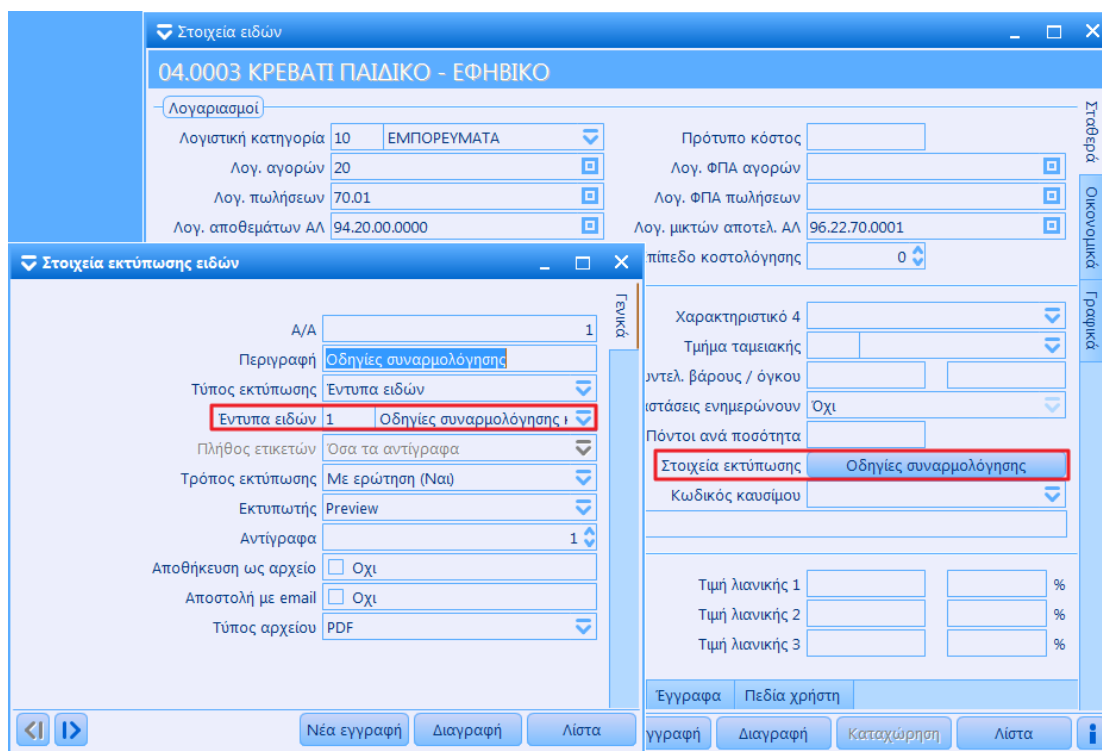 Στοιχεία ειδών
04.0003 ΚΡΕΒΑΤΙ ΠΑΙΔΙΚΟ - ΕΦΗΒΙΚΟ
Λογαριασμοί
Λογιστική κατηγορία 10 ΕΜΠΟΡΕΥΜΑΤΑ
Πρότυπο κόστος
Λογ. αγορών 20
Λογ. ΦΠΑ αγορών
Λογ. πωλήσεων 70.01
Λογ. ΦΠΑ πωλήσεων
Λογ. αποθεμάτων ΑΛ 94.20.00.0000
Λογ. μικτών αποτελ. ΑΛ 96.22.70.0001
πίπεδο κοστολόγησης 0
Χαρακτηριστικό 4
Τμήμα ταμειακής
ντελ. βάρους / όγκου
στάσεις ενημερώνουν Όχι
Πόντοι ανά ποσότητα
Στοιχεία εκτύπωσης Οδηγίες συναρμολόγησης
Κωδικός καυσίμου
Τιμή λιανικής 1 %
Τιμή λιανικής 2 %
Τιμή λιανικής 3 %
Έγγραφα Πεδία χρήστη
γγραφή Διαγραφή Καταχώρηση Λίστα
Σταθερά
Οικονομικά
Γραφικά
Στοιχεία εκτύπωσης ειδών
Γενικά
Α/Α 1
Περιγραφή Οδηγίες συναρμολόγησης
Τύπος εκτύπωσης Έντυπα ειδών
Έντυπα ειδών 1 Οδηγίες συναρμολόγησης κ
Πλήθος ετικετών Όσα τα αντίγραφα
Τρόπος εκτύπωσης Με ερώτηση (Ναι)
Εκτυπωτής Preview
Αντίγραφα 1
Αποθήκευση ως αρχείο Οχι
Αποστολή με email Οχι
Τύπος αρχείου PDF
Νέα εγγραφή Διαγραφή Λίστα